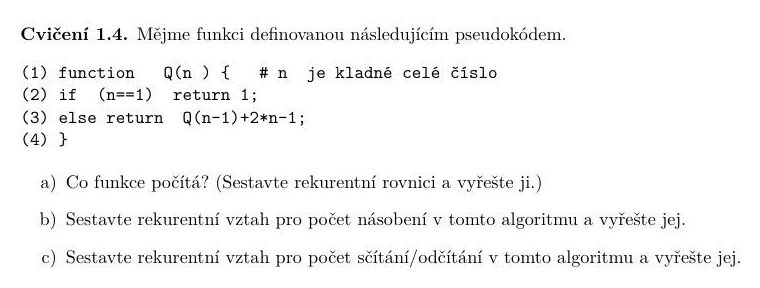 Cvičení 1.4. Mějme funkci definovanou následujícím pseudokódem.
(1) function Q(n ) { # n je kladné celé číslo
(2) if (n==1) return 1;
(3) else return Q(n-1)+2*n-1;
(4) }
a) Co funkce počítá? (Sestavte rekurentní rovnici a vyřešte ji.)
b) Sestavte rekurentní vztah pro počet násobení v tomto algoritmu a vyřešte jej.
c) Sestavte rekurentní vztah pro počet sčítání/odčítání v tomto algoritmu a vyřešte jej.